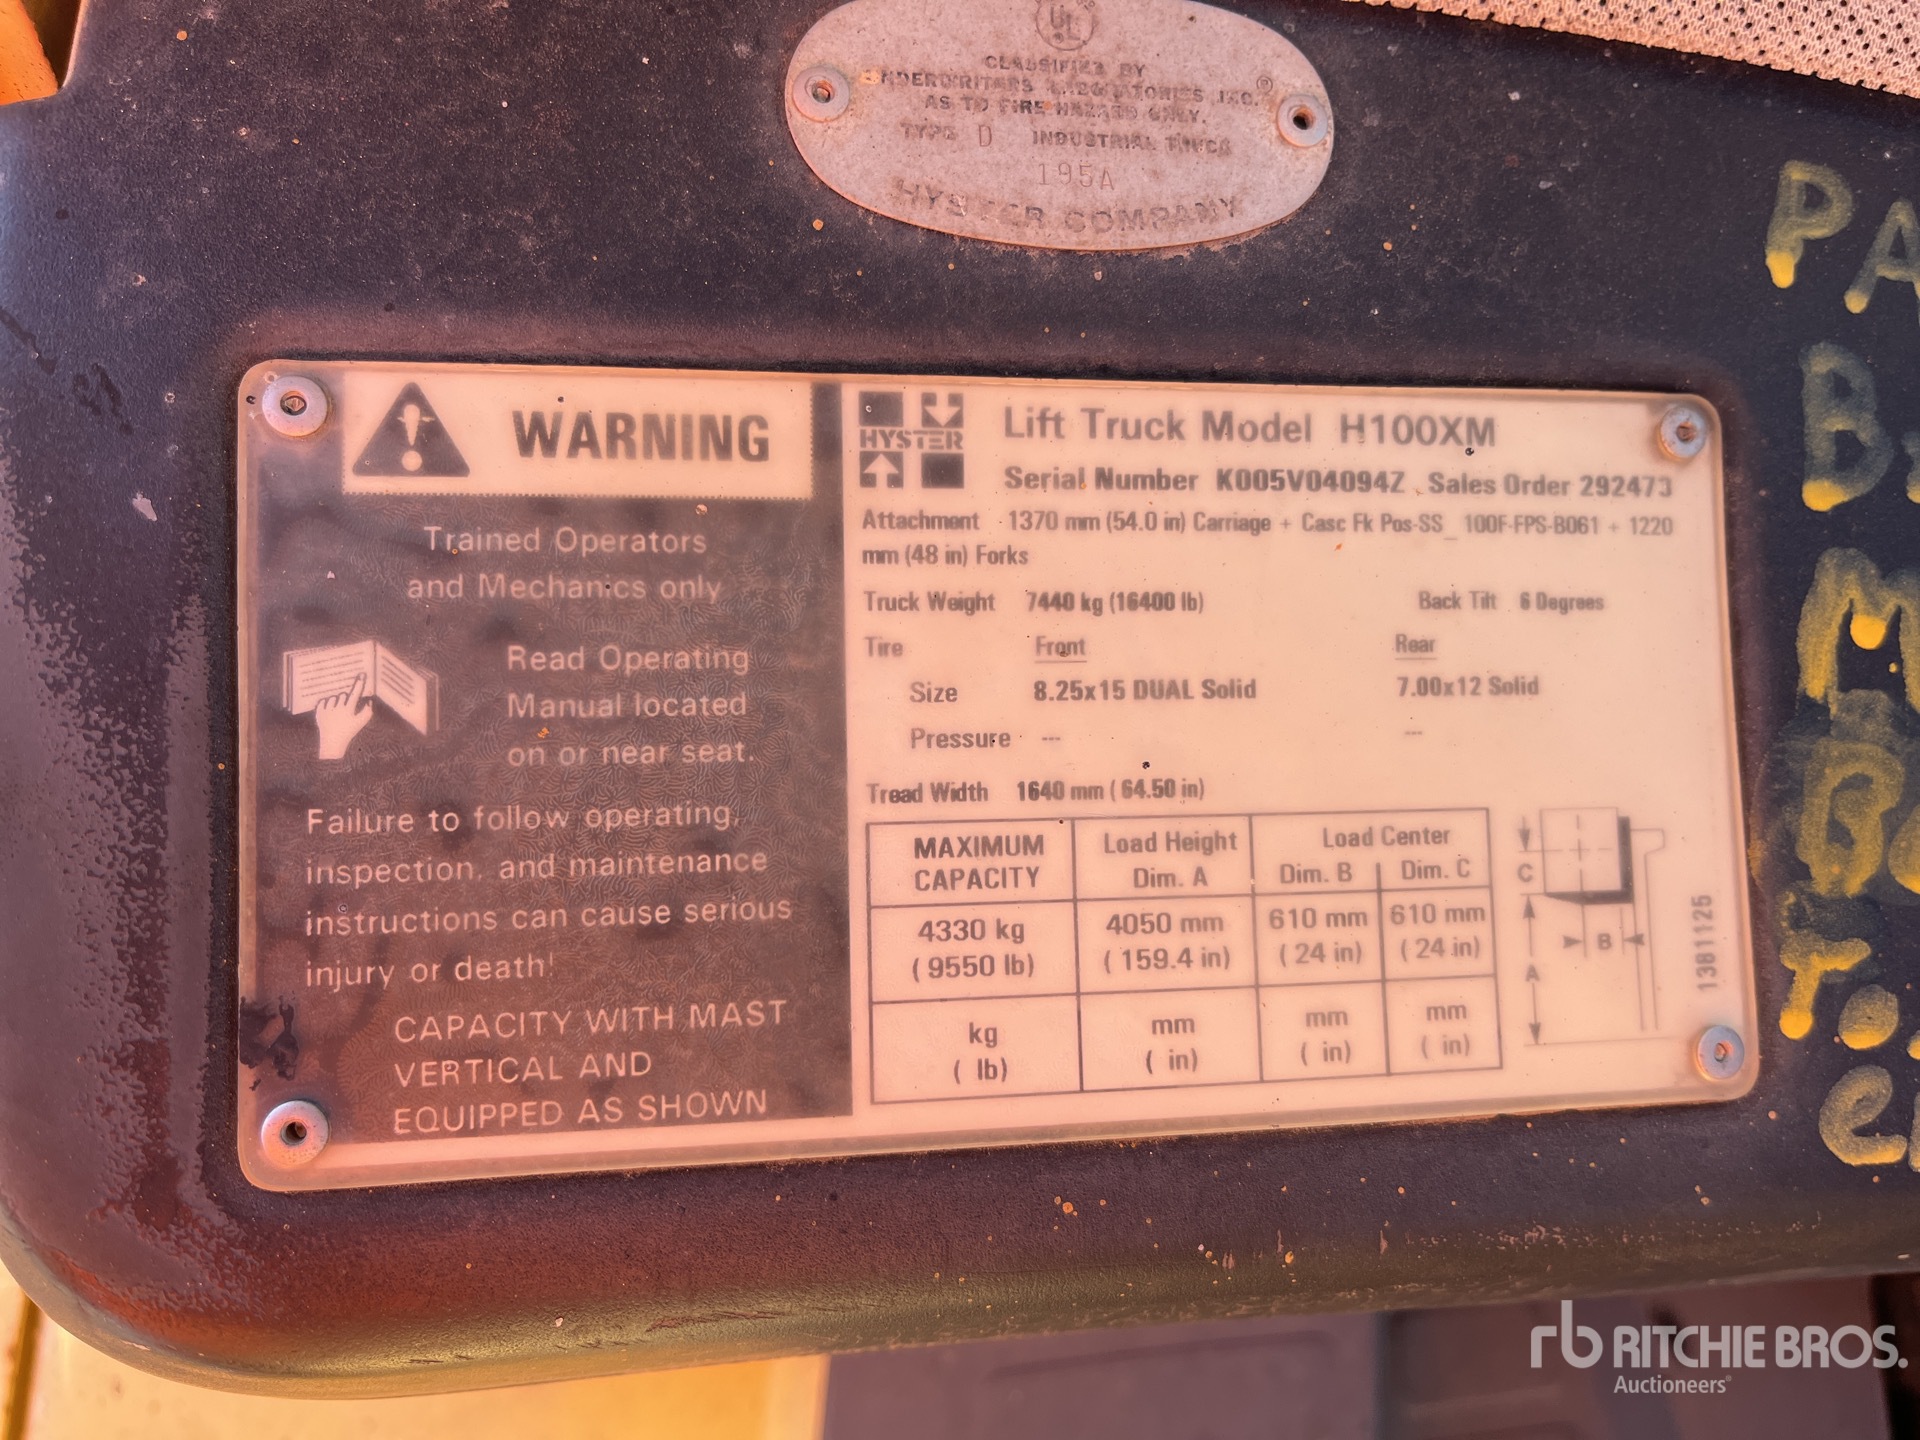 UL
CLASSIFIED BY
UNDERWRITERS LABORATORIES INC.®
AS TO FIRE HAZARD ONLY.
TYPE D INDUSTRIAL TRUCK
195A
HYSTER COMPANY
WARNING
Trained Operators
and Mechanics only
Read Operating
Manual located
on or near seat.
Failure to follow operating,
inspection, and maintenance
instructions can cause serious
injury or death!
CAPACITY WITH MAST
VERTICAL AND
EQUIPPED AS SHOWN
HYSTER
Lift Truck Model H100XM
Serial Number K005V04094Z Sales Order 292473
Attachment 1370 mm (54.0 in) Carriage + Casc Fk Pos-SS_ 100F-FPS-B061 + 1220
mm (48 in) Forks
Truck Weight 7440 kg (16400 lb) Back Tilt 6 Degrees
Tire Front Rear
Size 8.25x15 DUAL Solid 7.00x12 Solid
Pressure --- ---
Tread Width 1640 mm ( 64.50 in)
MAXIMUM CAPACITY Load Height Dim. A Load Center Dim. B Dim. C
4330 kg 4050 mm 610 mm 610 mm
( 9550 lb) ( 159.4 in) ( 24 in) ( 24 in)
kg mm mm mm
( lb) ( in) ( in) ( in)
C
B
A
1381125
PA
B
M
To
rb RITCHIE BROS.
Auctioneers®